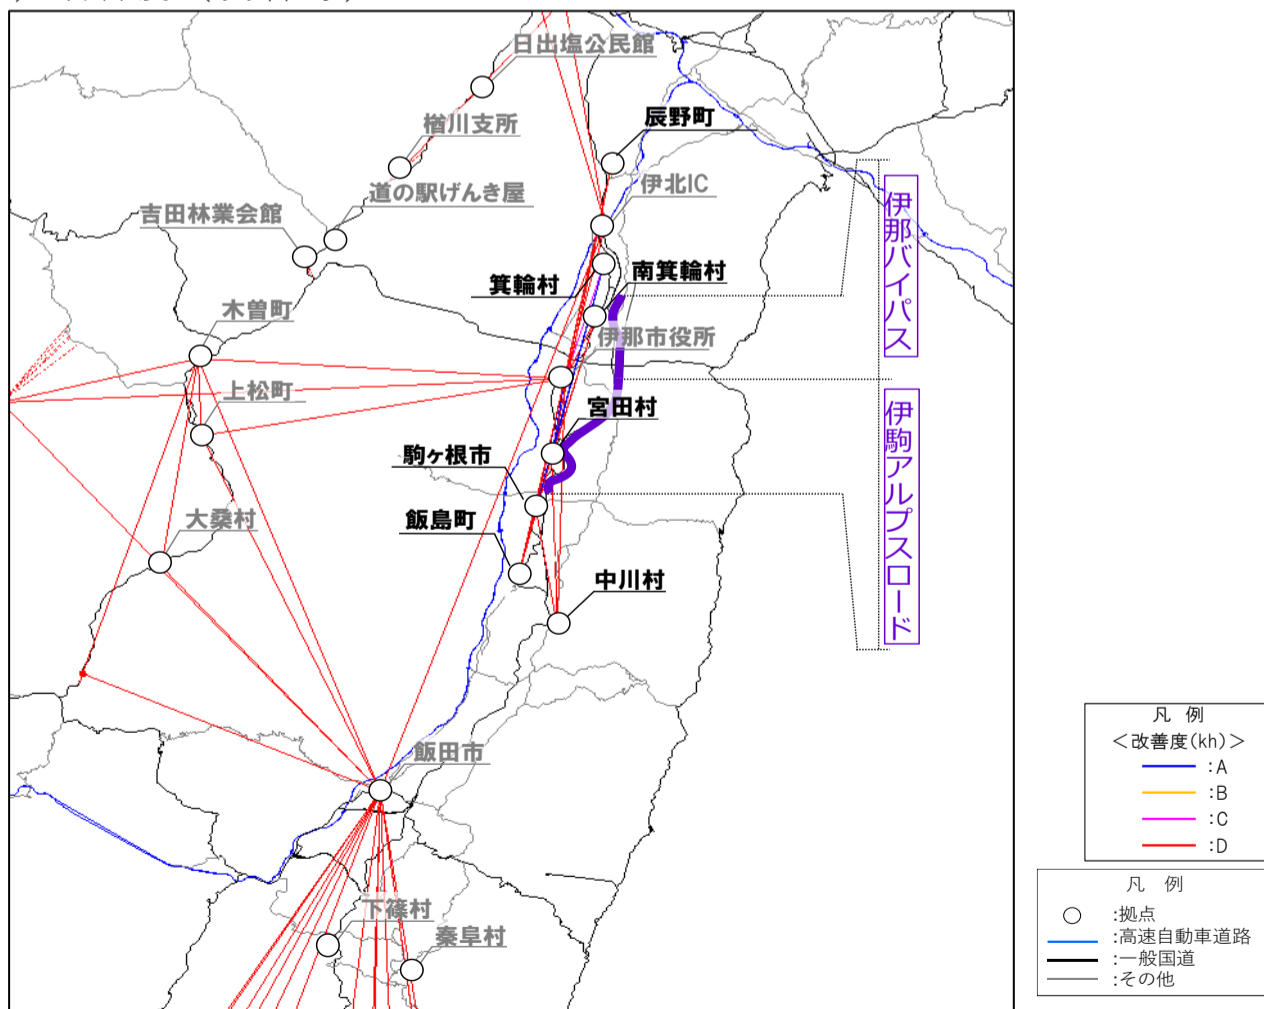 日出塩公民館
楢川支所
辰野町
道の駅げんき屋
伊北IC
吉田林業会館
箕輪村
南箕輪村
伊那バイパス
木曽町
伊那市役所
上松町
宮田村
駒ヶ根市
伊駒アルプスロード
大桑村
飯島町
中川村
飯田市
下篠村
秦阜村
凡 例
＜改善度(kh)＞
:A
:B
:C
:D
凡 例
:拠点
:高速自動車道路
:一般国道
:その他